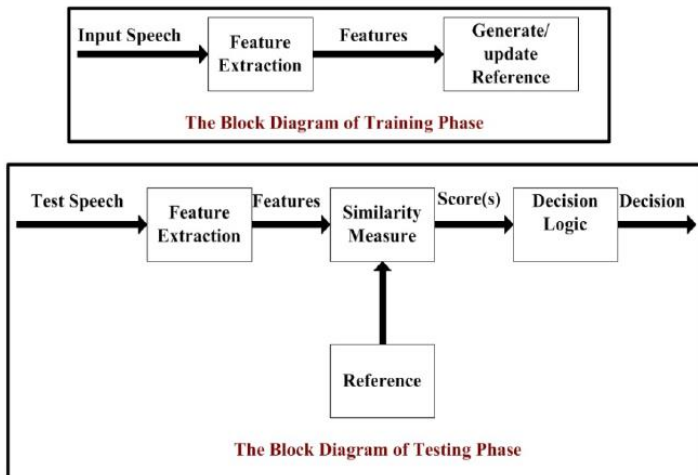 Input Speech
Feature
Extraction
Features
Generate/
update
Reference
The Block Diagram of Training Phase
Test Speech
Feature
Extraction
Features
Similarity
Measure
Score(s)
Decision
Logic
Decision
Reference
The Block Diagram of Testing Phase